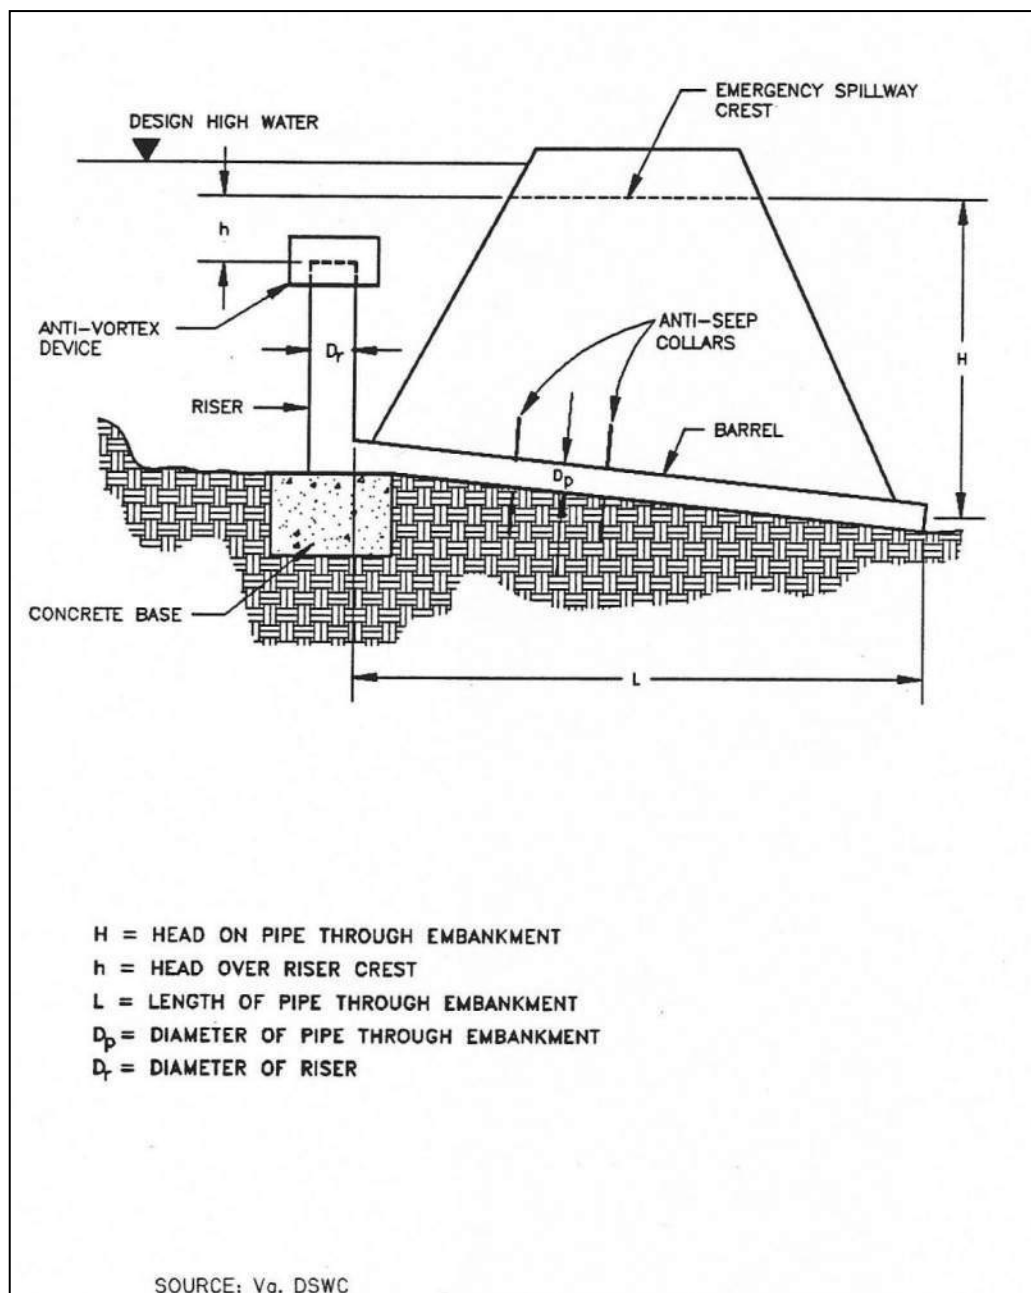 EMERGENCY SPILLWAY
CREST
DESIGN HIGH WATER
h
ANTI-VORTEX
DEVICE
ANTI-SEEP
COLLARS
H
Dr
RISER
BARREL
Dp
CONCRETE BASE
L
H = HEAD ON PIPE THROUGH EMBANKMENT
h = HEAD OVER RISER CREST
L = LENGTH OF PIPE THROUGH EMBANKMENT
Dp = DIAMETER OF PIPE THROUGH EMBANKMENT
Dr = DIAMETER OF RISER
SOURCE: Va. DSWC